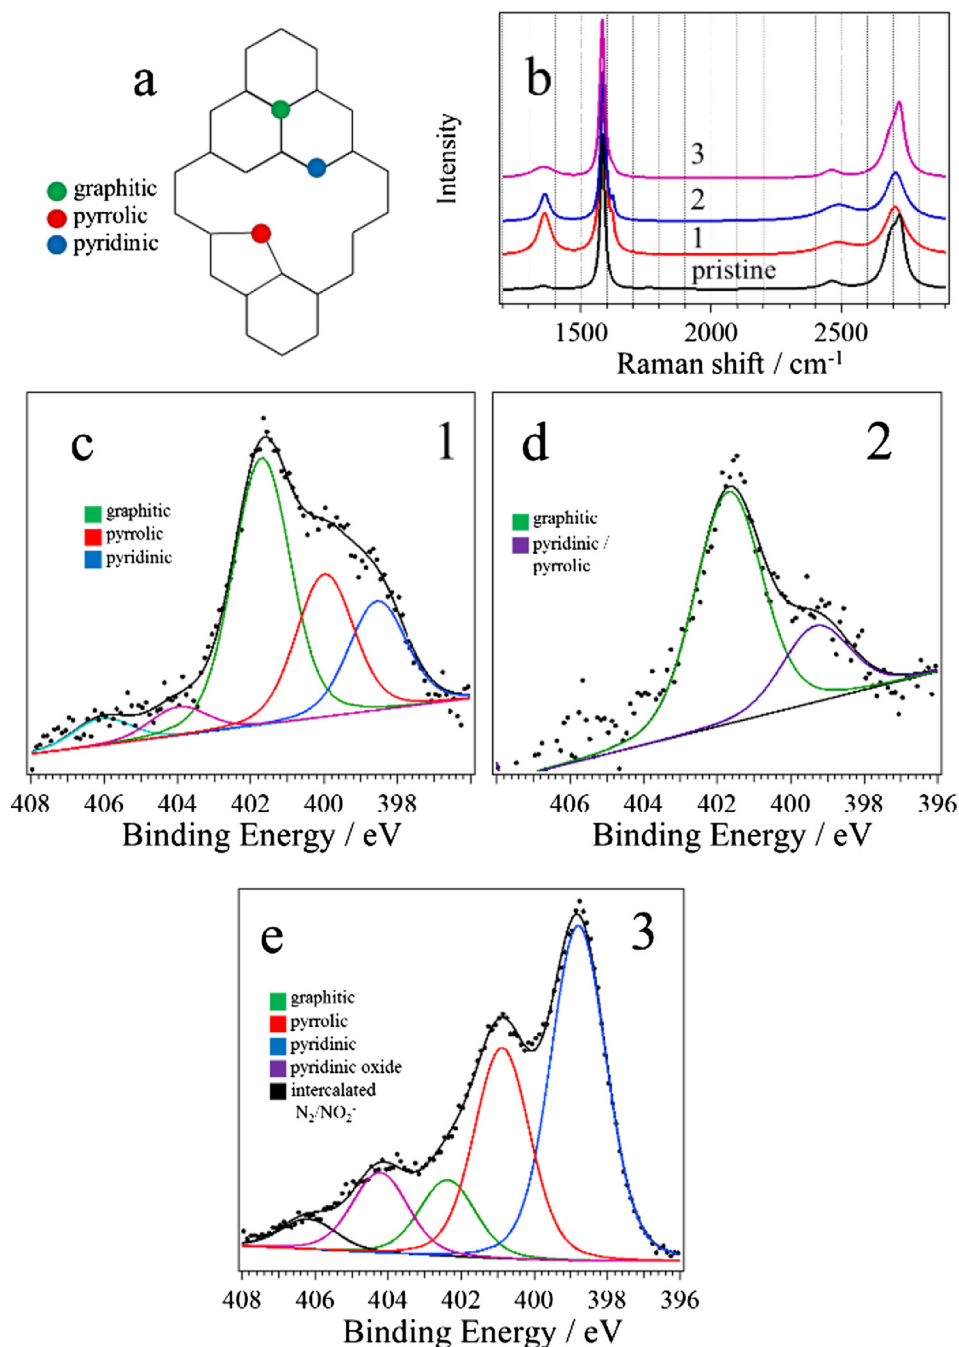 a
graphitic
pyrrolic
pyridinic
b
Intensity
3
2
1
pristine
1500 2000 2500
Raman shift / cm-1
c
1
graphitic
pyrrolic
pyridinic
408 406 404 402 400 398
Binding Energy / eV
d
2
graphitic
pyridinic /
pyrrolic
406 404 402 400 398 396
Binding Energy / eV
e
3
graphitic
pyrrolic
pyridinic
pyridinic oxide
intercalated
N2/NO2-
408 406 404 402 400 398 396
Binding Energy / eV